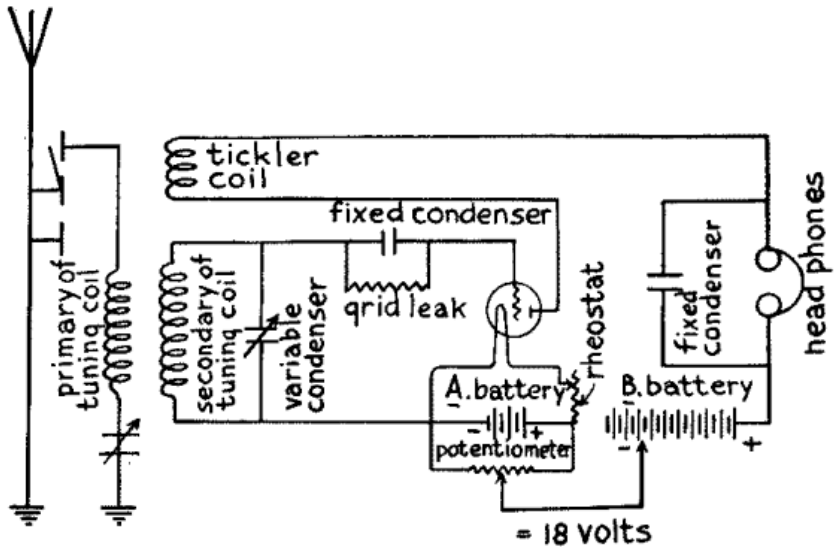 tickler
coil
fixed condenser
primary of
tuning coil
secondary of
tuning coil
variable
condenser
grid leak
rheostat
fixed
condenser
head phones
A. battery
B. battery
- +
- +
potentiometer
= 18 volts